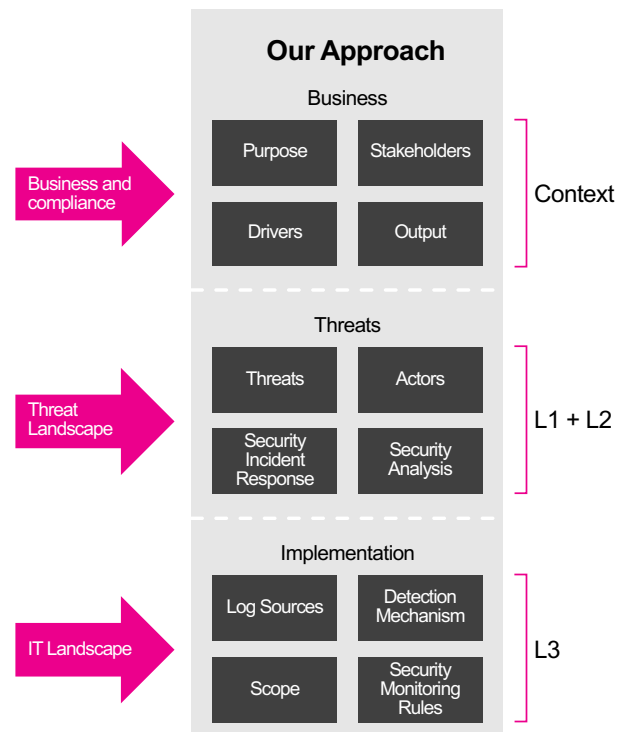 Our Approach
Business
Business and
compliance
Purpose
Stakeholders
Drivers
Output
Context
Threats
Threat
Landscape
Threats
Actors
Security
Incident
Response
Security
Analysis
L1 + L2
Implementation
IT Landscape
Log Sources
Detection
Mechanism
Scope
Security
Monitoring
Rules
L3